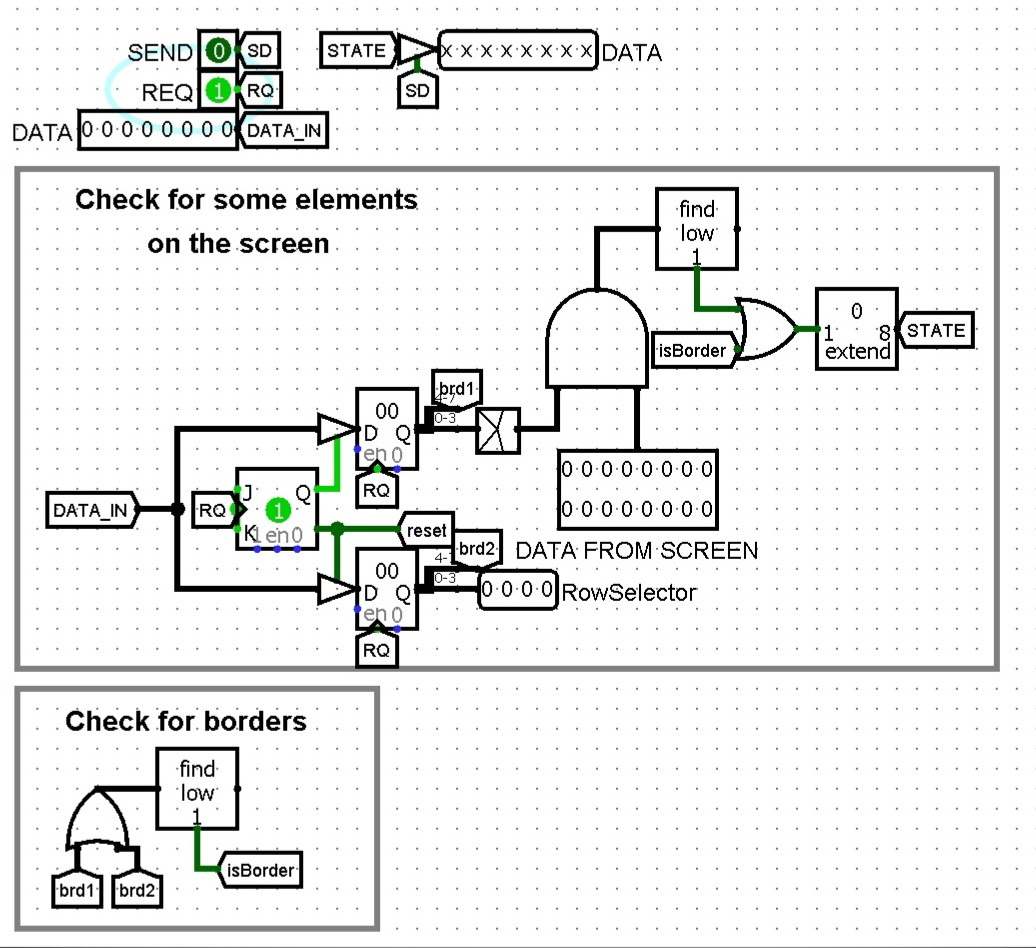 SEND 0 SD
REQ 1 RQ
DATA 0 0 0 0 0 0 0 0 DATA_IN
STATE x x x x x x x x DATA
SD
Check for some elements
on the screen
find
low
1
isBorder
0
1 8
extend
STATE
brd1
4-7
0-3
00
D Q
en 0
RQ
DATA_IN
RQ
J Q
1
K 1 en 0
reset
brd2
4-
0-3
00
D Q
en 0
RQ
0 0 0 0 RowSelector
0 0 0 0 0 0 0 0
0 0 0 0 0 0 0 0
DATA FROM SCREEN
Check for borders
find
low
1
isBorder
brd1 brd2